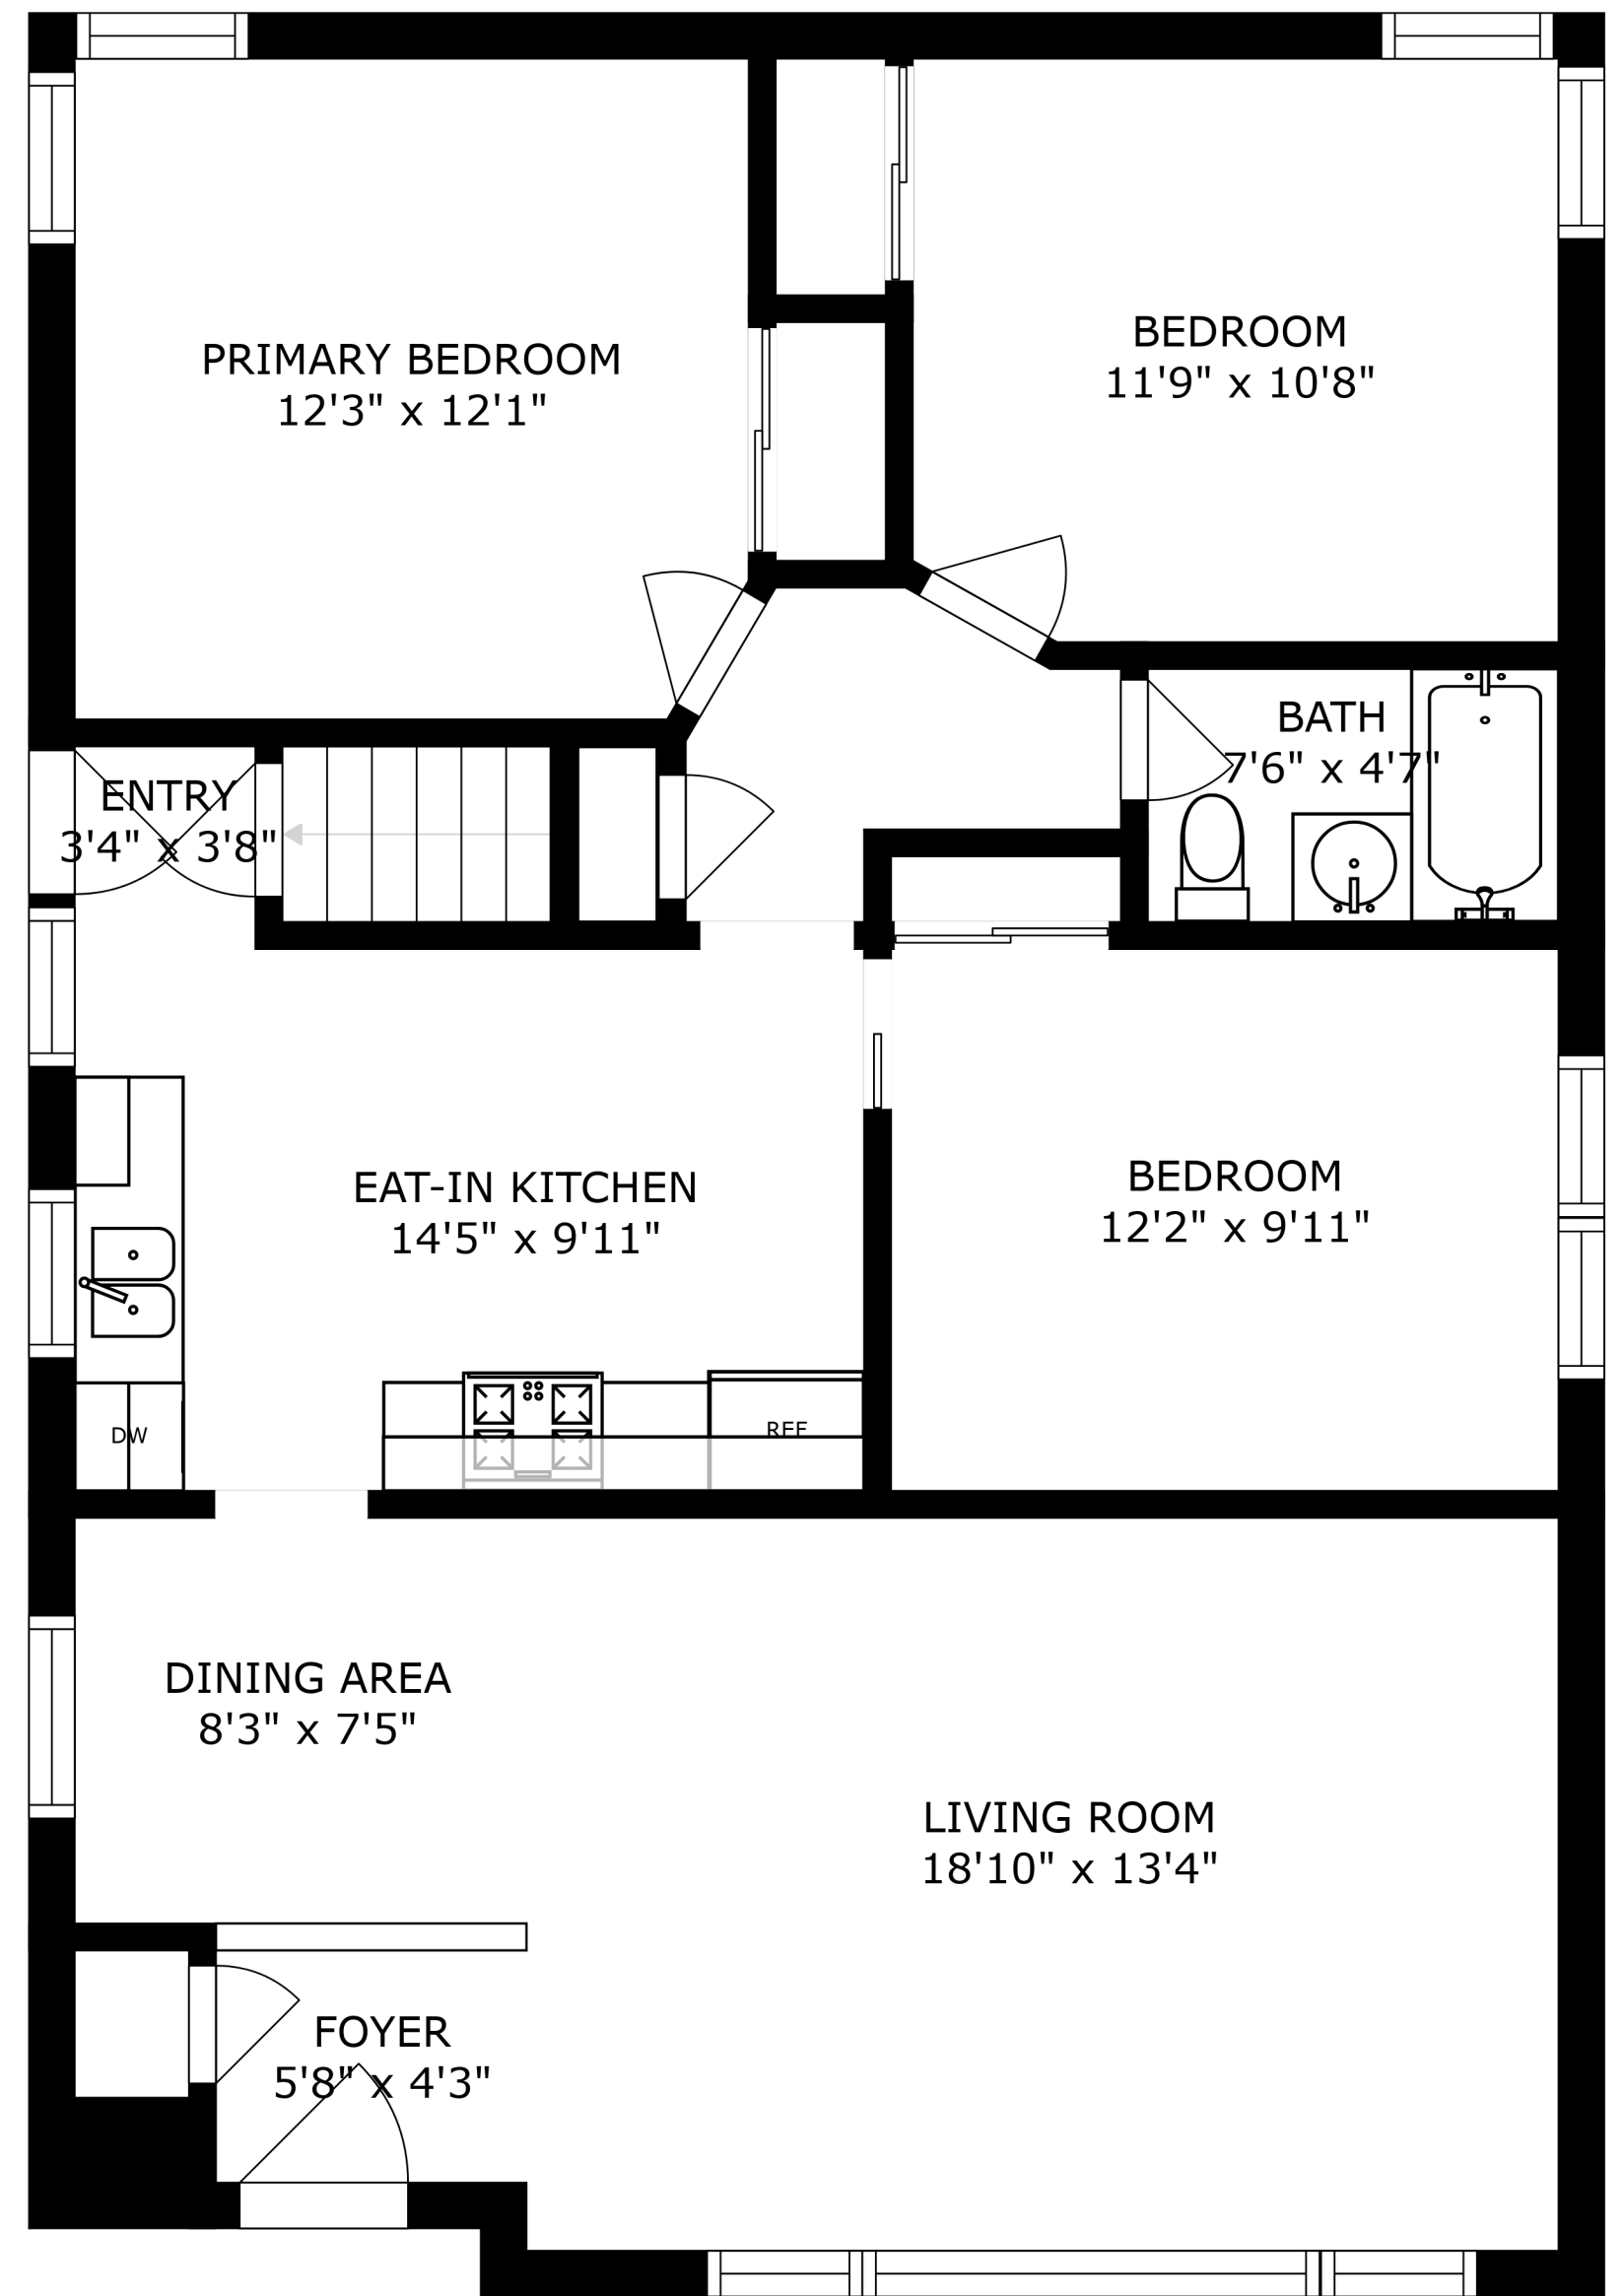 PRIMARY BEDROOM
12'3" x 12'1"
BEDROOM
11'9" x 10'8"
BATH
7'6" x 4'7"
ENTRY
3'4" x 3'8"
EAT-IN KITCHEN
14'5" x 9'11"
BEDROOM
12'2" x 9'11"
DW
REF
DINING AREA
8'3" x 7'5"
LIVING ROOM
18'10" x 13'4"
FOYER
5'8" x 4'3"